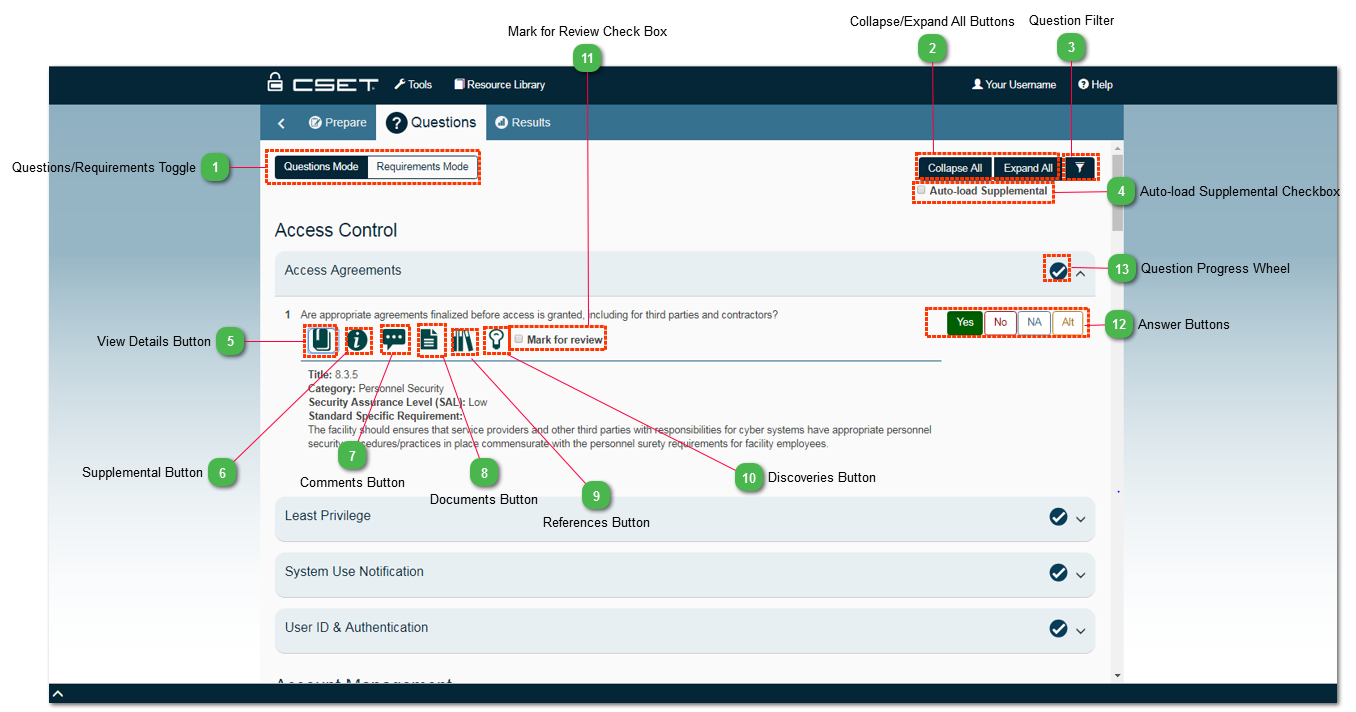 Collapse/Expand All Buttons
Question Filter
Mark for Review Check Box
2
3
11
CSET
Tools
Resource Library
Your Username
? Help
Prepare
? Questions
Results
Questions/Requirements Toggle
1
Questions Mode
Requirements Mode
Collapse All
Expand All
Auto-load Supplemental
4
Auto-load Supplemental Checkbox
Access Control
Access Agreements
13
Question Progress Wheel
1 Are appropriate agreements finalized before access is granted, including for third parties and contractors?
Yes
No
NA
Alt
12
Answer Buttons
View Details Button
5
i
Mark for review
Title: 8.3.5
Category: Personnel Security
Security Assurance Level (SAL): Low
Standard Specific Requirement:
The facility should ensures that service providers and other third parties with responsibilities for cyber systems have appropriate personnel
security procedures/practices in place commensurate with the personnel surety requirements for facility employees.
Supplemental Button
6
7
Comments Button
8
Documents Button
9
References Button
10
Discoveries Button
Least Privilege
System Use Notification
User ID & Authentication
Account Management